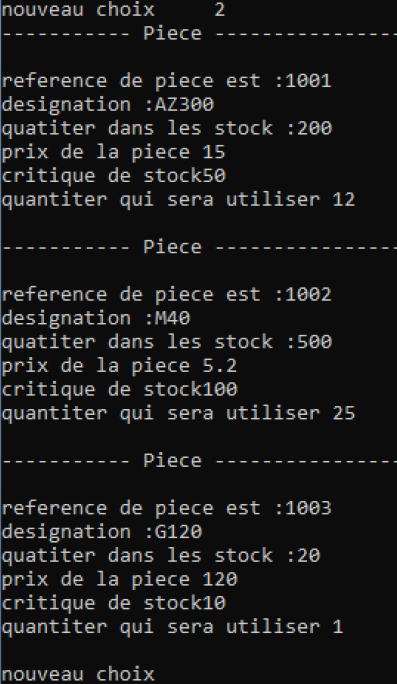 nouveau choix     2
----------- Piece ----------------
reference de piece est :1001
designation :AZ300
quatiter dans les stock :200
prix de la piece 15
critique de stock50
quantiter qui sera utiliser 12
----------- Piece ----------------
reference de piece est :1002
designation :M40
quatiter dans les stock :500
prix de la piece 5.2
critique de stock100
quantiter qui sera utiliser 25
----------- Piece ----------------
reference de piece est :1003
designation :G120
quatiter dans les stock :20
prix de la piece 120
critique de stock10
quantiter qui sera utiliser 1
nouveau choix